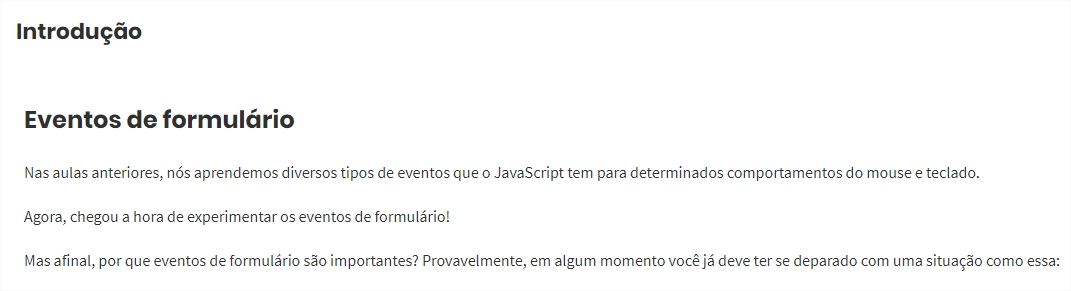 Introdução
Eventos de formulário
Nas aulas anteriores, nós aprendemos diversos tipos de eventos que o JavaScript tem para determinados comportamentos do mouse e teclado.
Agora, chegou a hora de experimentar os eventos de formulário!
Mas afinal, por que eventos de formulário são importantes? Provavelmente, em algum momento você já deve ter se deparado com uma situação como essa: